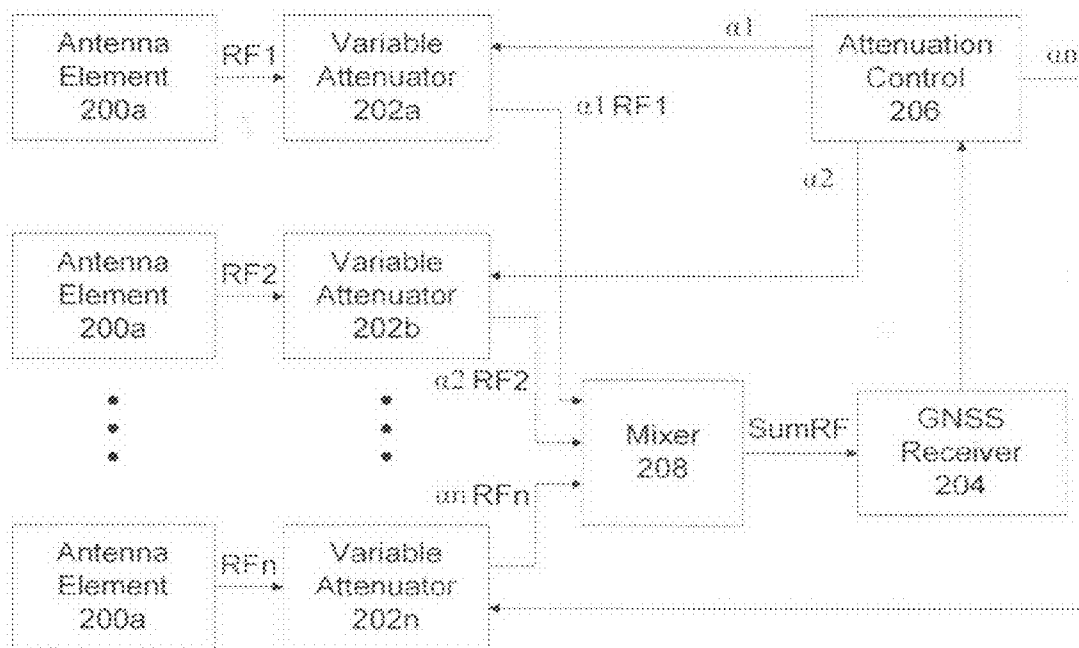 Antenna
Element
200a
RF1
Variable
Attenuator
202a
α1
Attenuation
Control
206
αn
α1 RF1
α2
Antenna
Element
200a
RF2
Variable
Attenuator
202b
α2 RF2
Mixer
208
SumRF
GNSS
Receiver
204
αn RFn
Antenna
Element
200a
RFn
Variable
Attenuator
202n